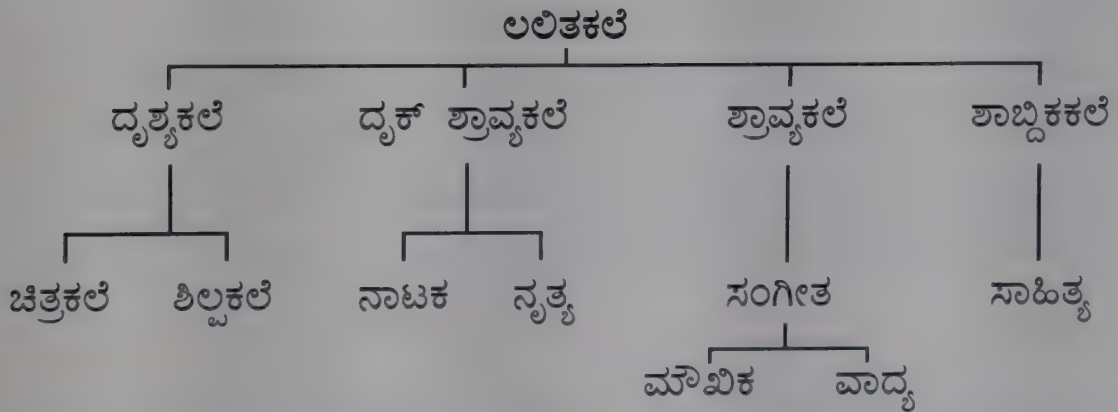 ಲಲಿತಕಲೆ
ದೃಶ್ಯಕಲೆ ದೃಕ್ ಶ್ರಾವ್ಯಕಲೆ ಶ್ರಾವ್ಯಕಲೆ ಶಾಬ್ದಿಕಕಲೆ
ಚಿತ್ರಕಲೆ ಶಿಲ್ಪಕಲೆ ನಾಟಕ ನೃತ್ಯ ಸಂಗೀತ ಸಾಹಿತ್ಯ
ಮೌಖಿಕ ವಾದ್ಯ